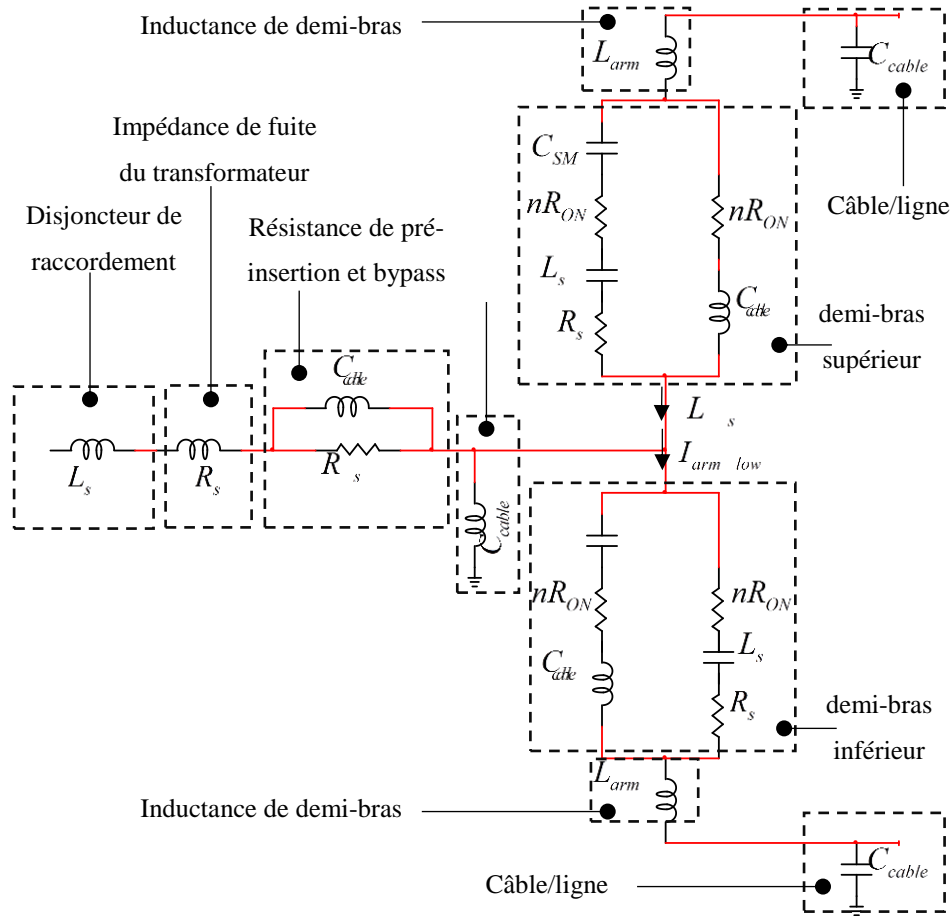 Inductance de demi-bras
L_arm
C_cable
Impédance de fuite
du transformateur
C_SM
Disjoncteur de
raccordement
Résistance de pré-
insertion et bypass
nR_ON
nR_ON
Câble/ligne
L_s
R_s
demi-bras
supérieur
L_s
L_s
R_s
R_s
I_arm low
C_cable
nR_ON
nR_ON
L_s
R_s
demi-bras
inférieur
L_arm
Inductance de demi-bras
C_cable
Câble/ligne